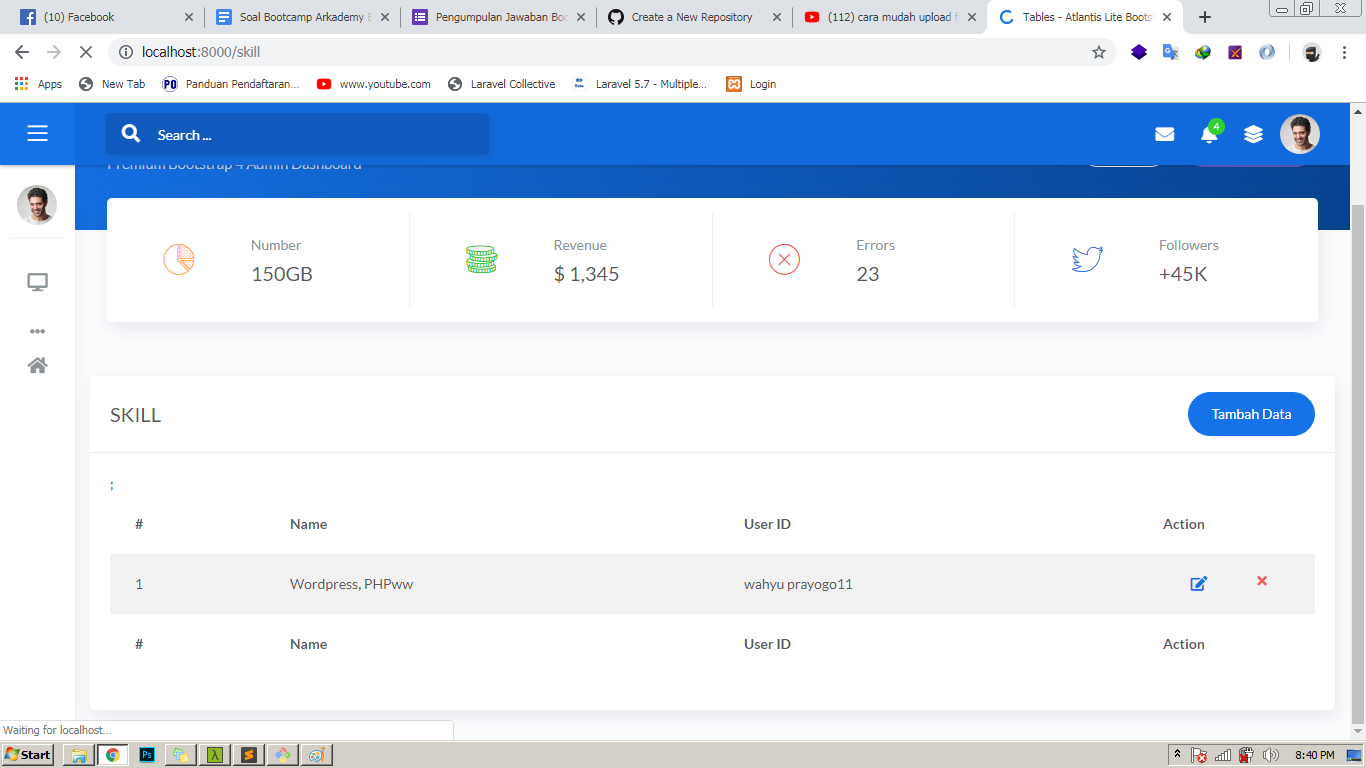 (10) Facebook
Soal Bootcamp Arkademy
Pengumpulan Jawaban Boo
Create a New Repository
(112) cara mudah upload f
Tables - Atlantis Lite Boots
localhost:8000/skill
Apps
New Tab
Panduan Pendaftaran...
www.youtube.com
Laravel Collective
Laravel 5.7 - Multiple...
Login
Search ...
4
Premium Bootstrap 4 Admin Dashboard
Number
150GB
Revenue
$ 1,345
Errors
23
Followers
+45K
SKILL
Tambah Data
;
# Name User ID Action
1 Wordpress, PHPww wahyu prayogo11
# Name User ID Action
Waiting for localhost...
Start
Ps
8:40 PM